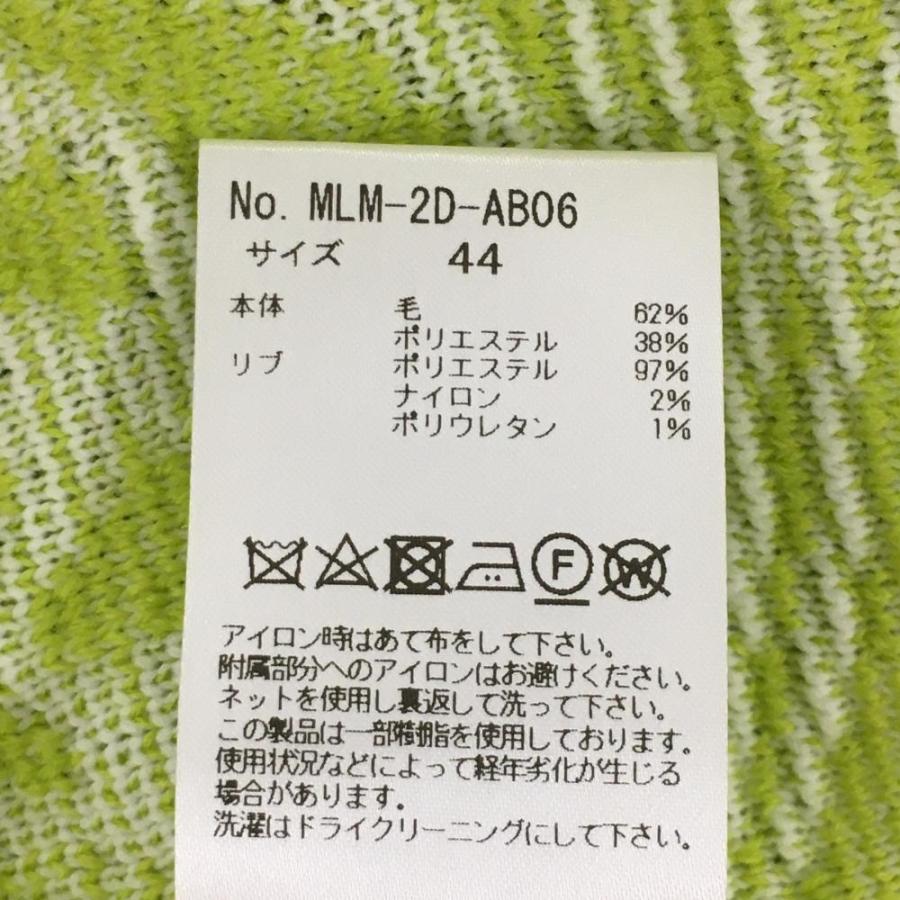 No. MLM-2D-AB06
サイズ 44
本体 毛 62%
ポリエステル 38%
リブ ポリエステル 97%
ナイロン 2%
ポリウレタン 1%
F W
アイロン時はあて布をして下さい。
附属部分へのアイロンはお避けください。
ネットを使用し裏返して洗って下さい。
この製品は一部樹脂を使用しております。
使用状況などによって経年劣化が生じる
場合があります。
洗濯はドライクリーニングにして下さい。